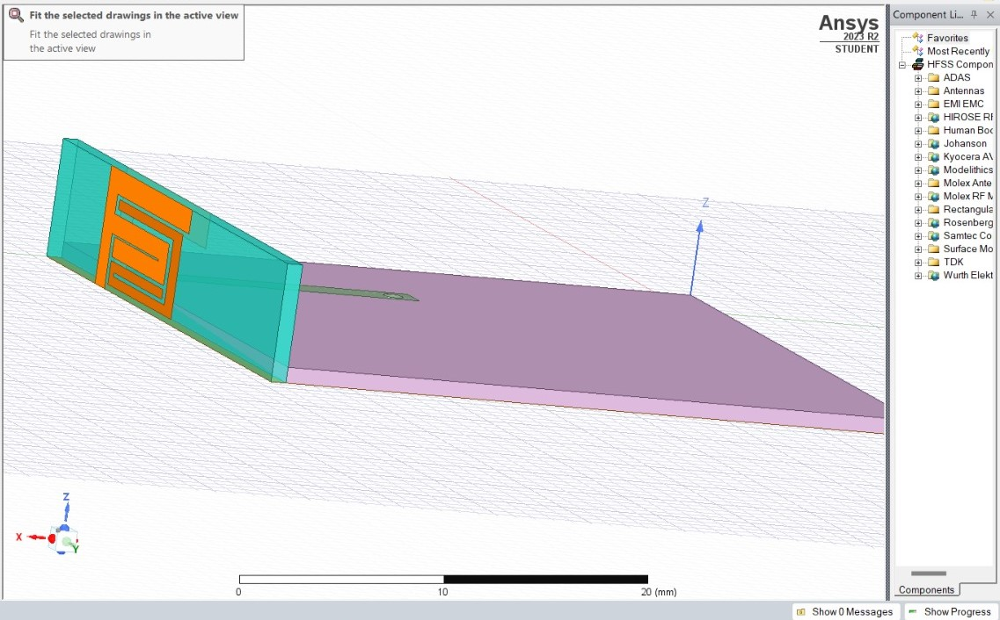 Fit the selected drawings in the active view
Fit the selected drawings in
the active view
Ansys
2023 R2
STUDENT
Z
Z
X
Y
0
10
20 (mm)
Component Li...
Favorites
Most Recently
HFSS Compon
ADAS
Antennas
EMI EMC
HIROSE RF
Human Boc
Johanson
Kyocera AV
Modelithics
Molex Ante
Molex RF M
Rectangula
Rosenberg
Samtec Co
Surface Mo
TDK
Wurth Elekt
Components
Show 0 Messages
Show Progress